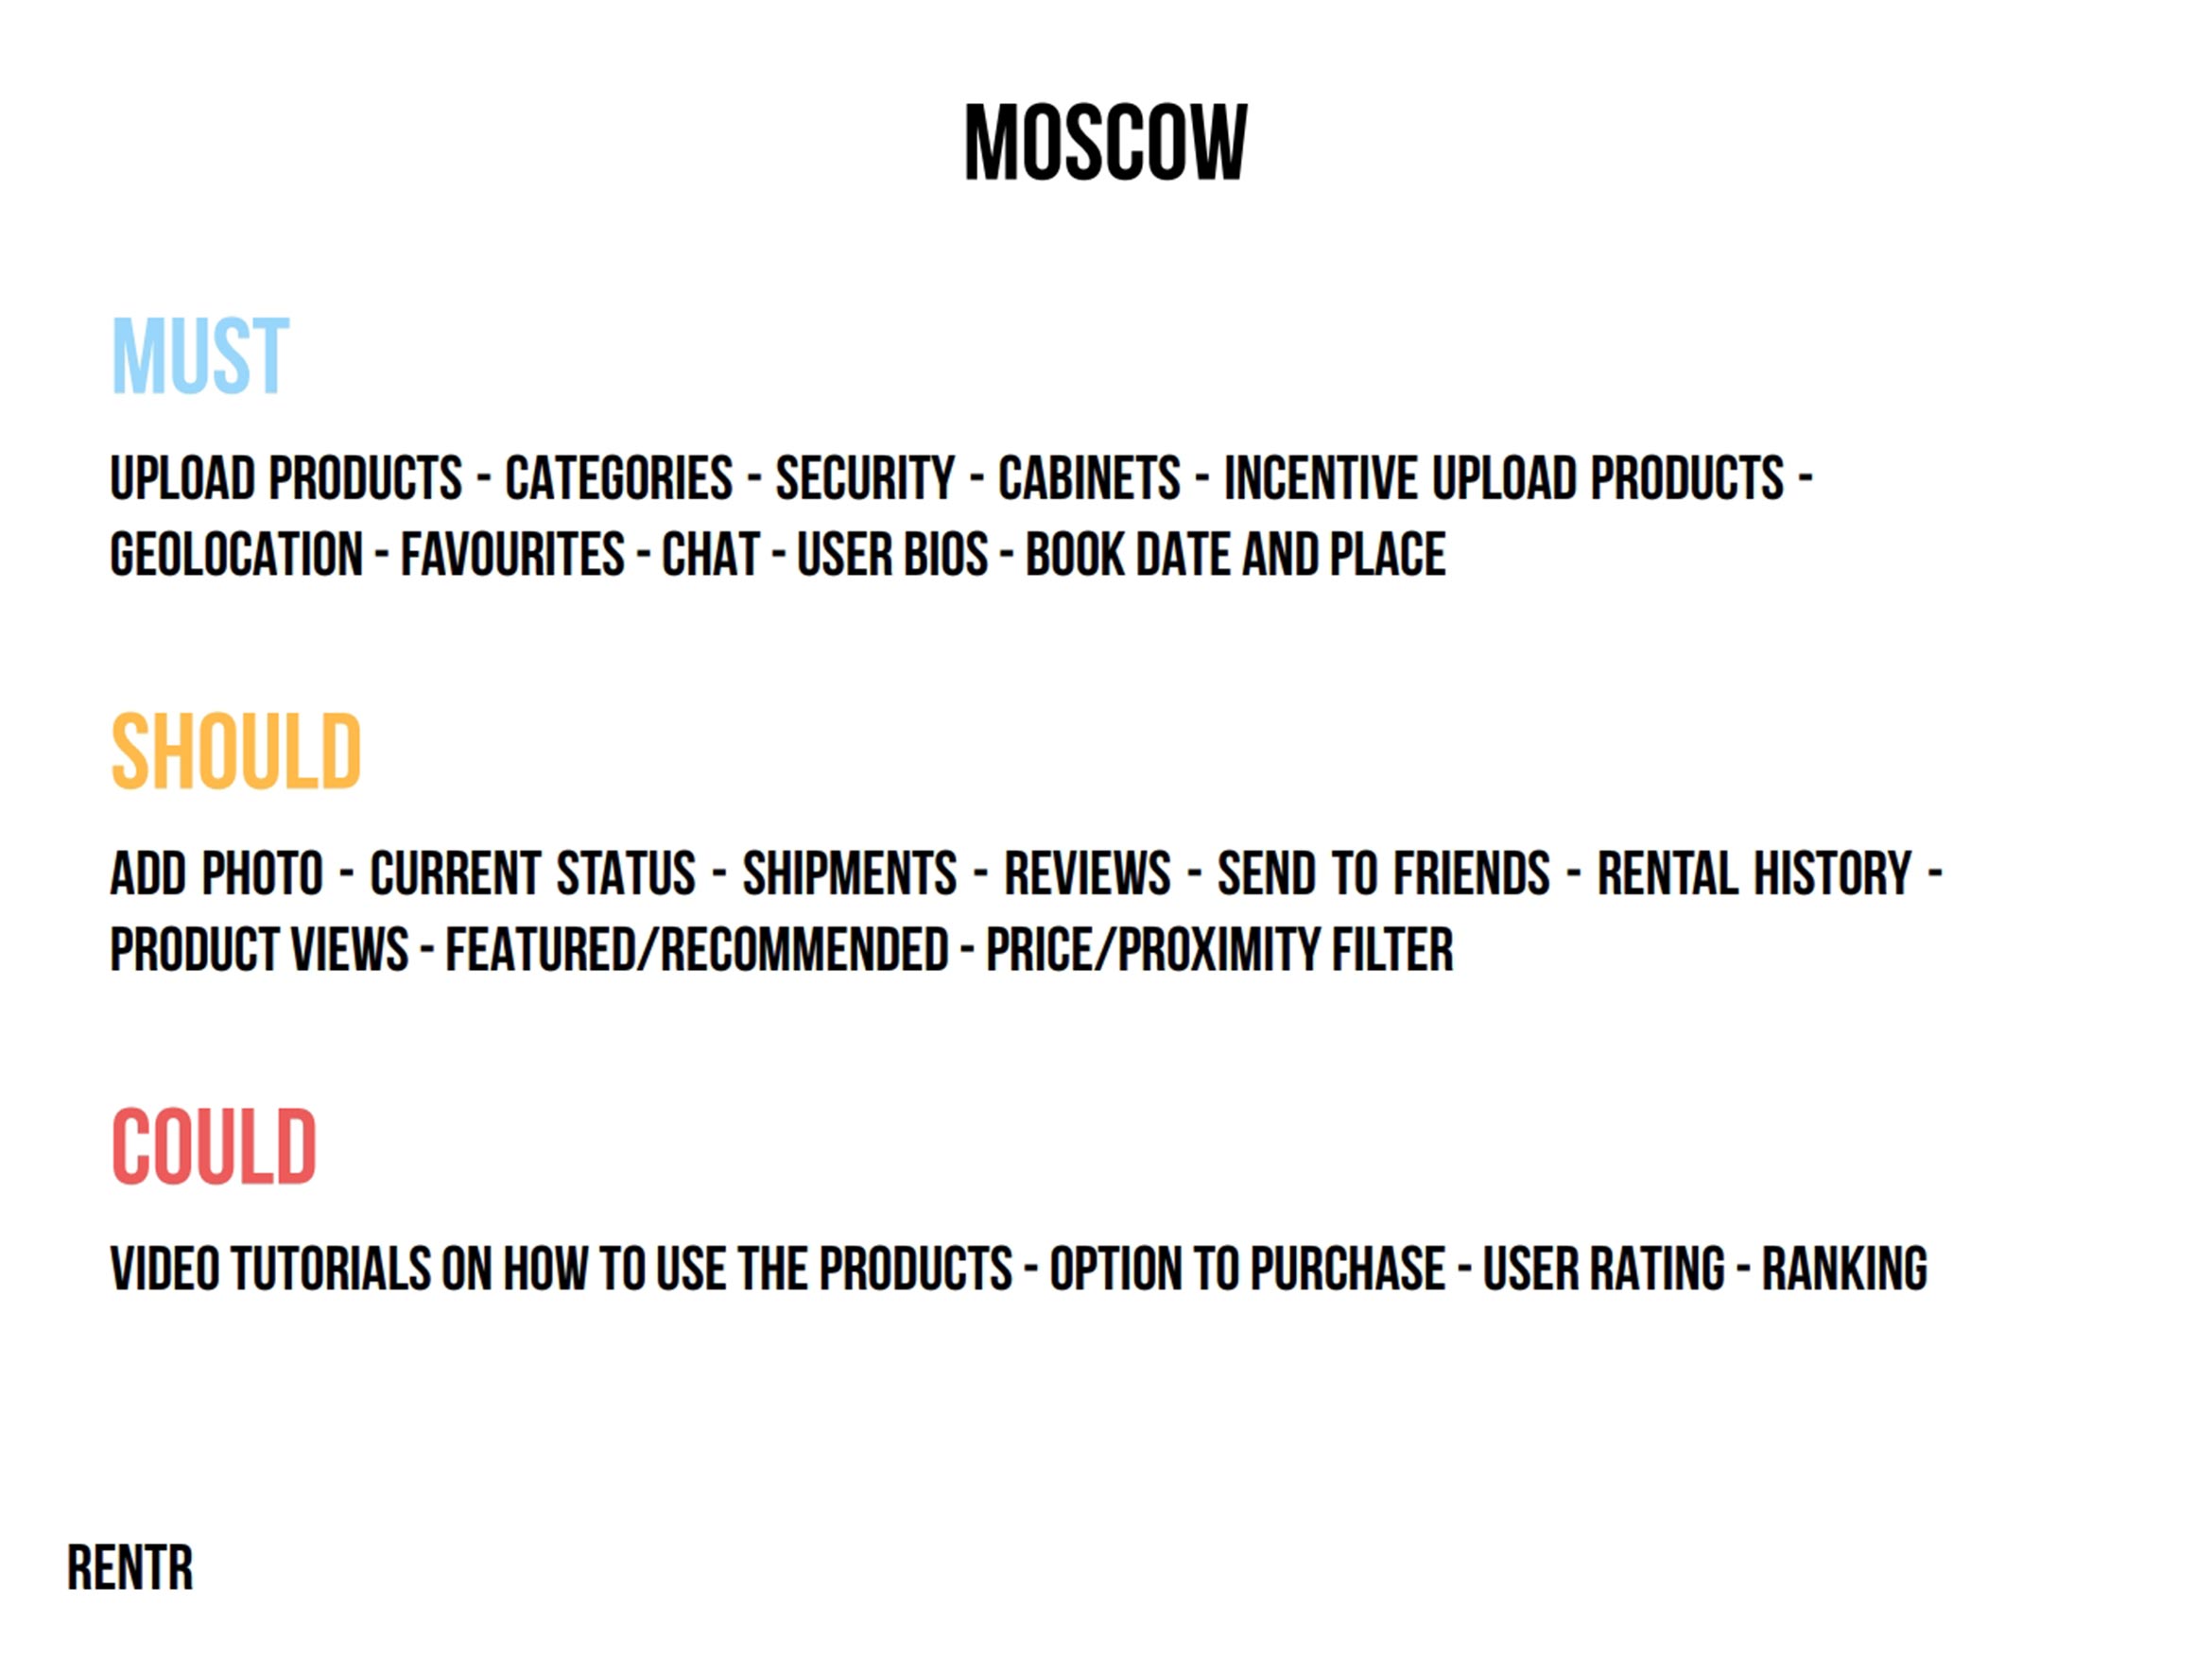 MOSCOW
MUST
UPLOAD PRODUCTS - CATEGORIES - SECURITY - CABINETS - INCENTIVE UPLOAD PRODUCTS -
GEOLOCATION - FAVOURITES - CHAT - USER BIOS - BOOK DATE AND PLACE
SHOULD
ADD PHOTO - CURRENT STATUS - SHIPMENTS - REVIEWS - SEND TO FRIENDS - RENTAL HISTORY -
PRODUCT VIEWS - FEATURED/RECOMMENDED - PRICE/PROXIMITY FILTER
COULD
VIDEO TUTORIALS ON HOW TO USE THE PRODUCTS - OPTION TO PURCHASE - USER RATING - RANKING
RENTR